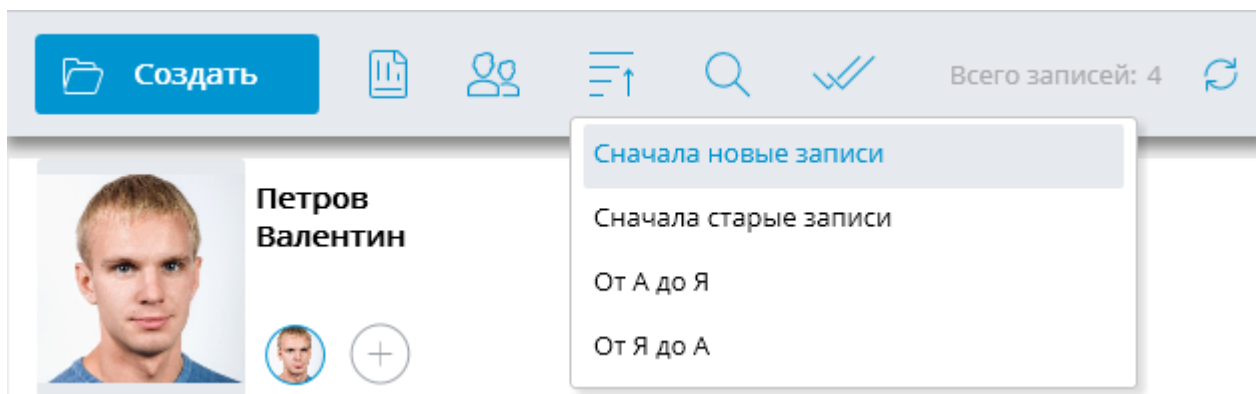 Создать
Всего записей: 4
Сначала новые записи
Петров
Валентин
Сначала старые записи
От А до Я
От Я до А